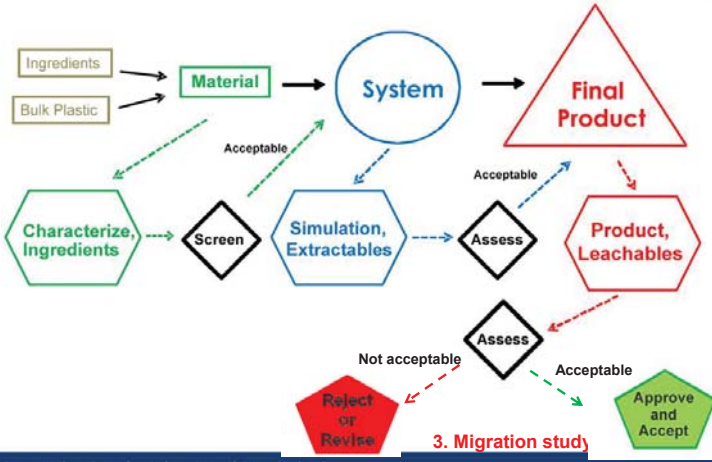 Ingredients
Bulk Plastic
Material
System
Final
Product
Acceptable
Acceptable
Characterize,
Ingredients
Screen
Simulation,
Extractables
Assess
Product,
Leachables
Assess
Not acceptable
Acceptable
Reject
or
Revise
3. Migration study
Approve
and
Accept